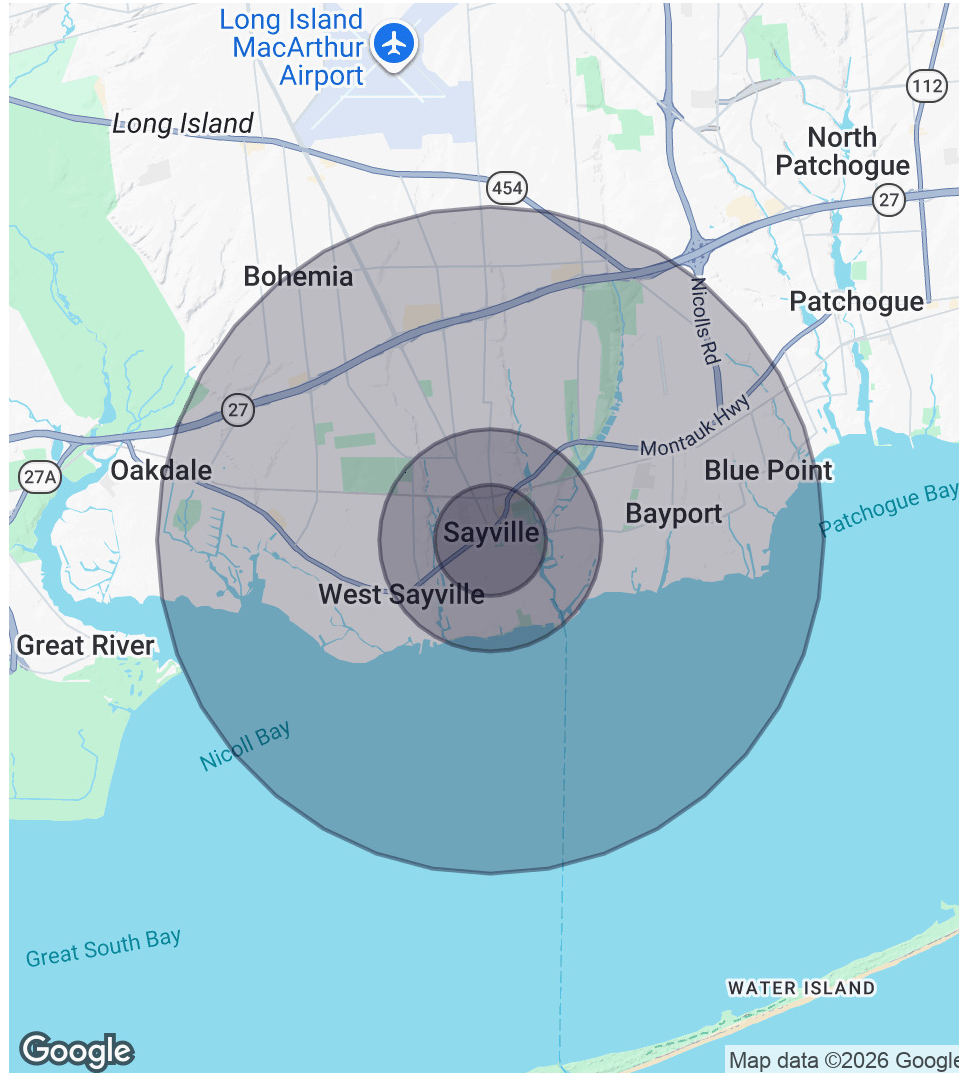 Long Island
MacArthur
Airport
112
Long Island
North
Patchogue
454
27
Bohemia
Patchogue
Nicolls Rd
27
Montauk Hwy
27A
Oakdale
Blue Point
Patchogue Bay
Bayport
Sayville
West Sayville
Great River
Nicoll Bay
Great South Bay
WATER ISLAND
Google
Map data ©2026 Google